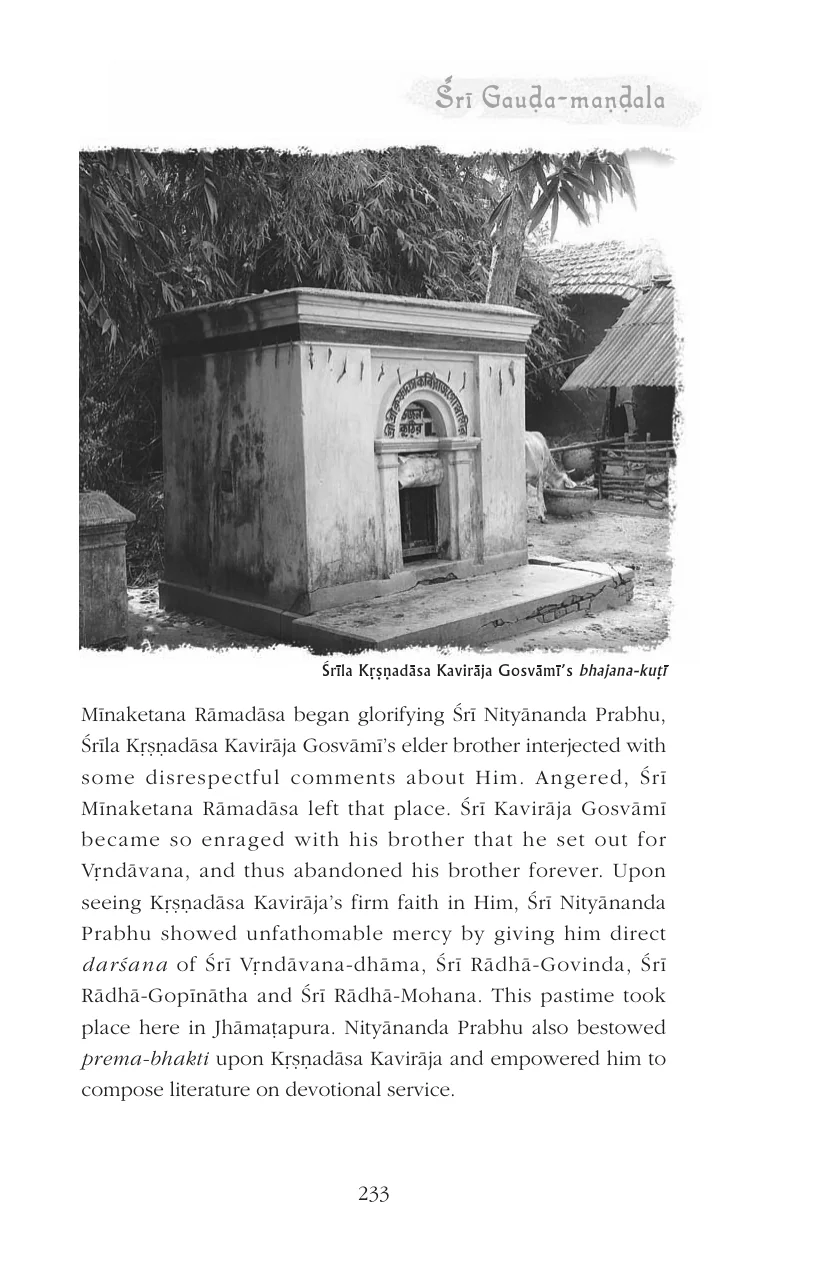 Śrī Gauḍa-maṇḍala
শ্রীশ্রীকৃষ্ণদাস কবিরাজ গোস্বামীর
ভজন
কুঠির
Śrīla Kṛṣṇadāsa Kavirāja Gosvāmī’s bhajana-kuṭī
Mīnaketana Rāmadāsa began glorifying Śrī Nityānanda Prabhu,
Śrīla Kṛṣṇadāsa Kavirāja Gosvāmī’s elder brother interjected with
some disrespectful comments about Him. Angered, Śrī
Mīnaketana Rāmadāsa left that place. Śrī Kavirāja Gosvāmī
became so enraged with his brother that he set out for
Vṛndāvana, and thus abandoned his brother forever. Upon
seeing Kṛṣṇadāsa Kavirāja’s firm faith in Him, Śrī Nityānanda
Prabhu showed unfathomable mercy by giving him direct
darśana of Śrī Vṛndāvana-dhāma, Śrī Rādhā-Govinda, Śrī
Rādhā-Gopīnātha and Śrī Rādhā-Mohana. This pastime took
place here in Jhāmaṭapura. Nityānanda Prabhu also bestowed
prema-bhakti upon Kṛṣṇadāsa Kavirāja and empowered him to
compose literature on devotional service.
233